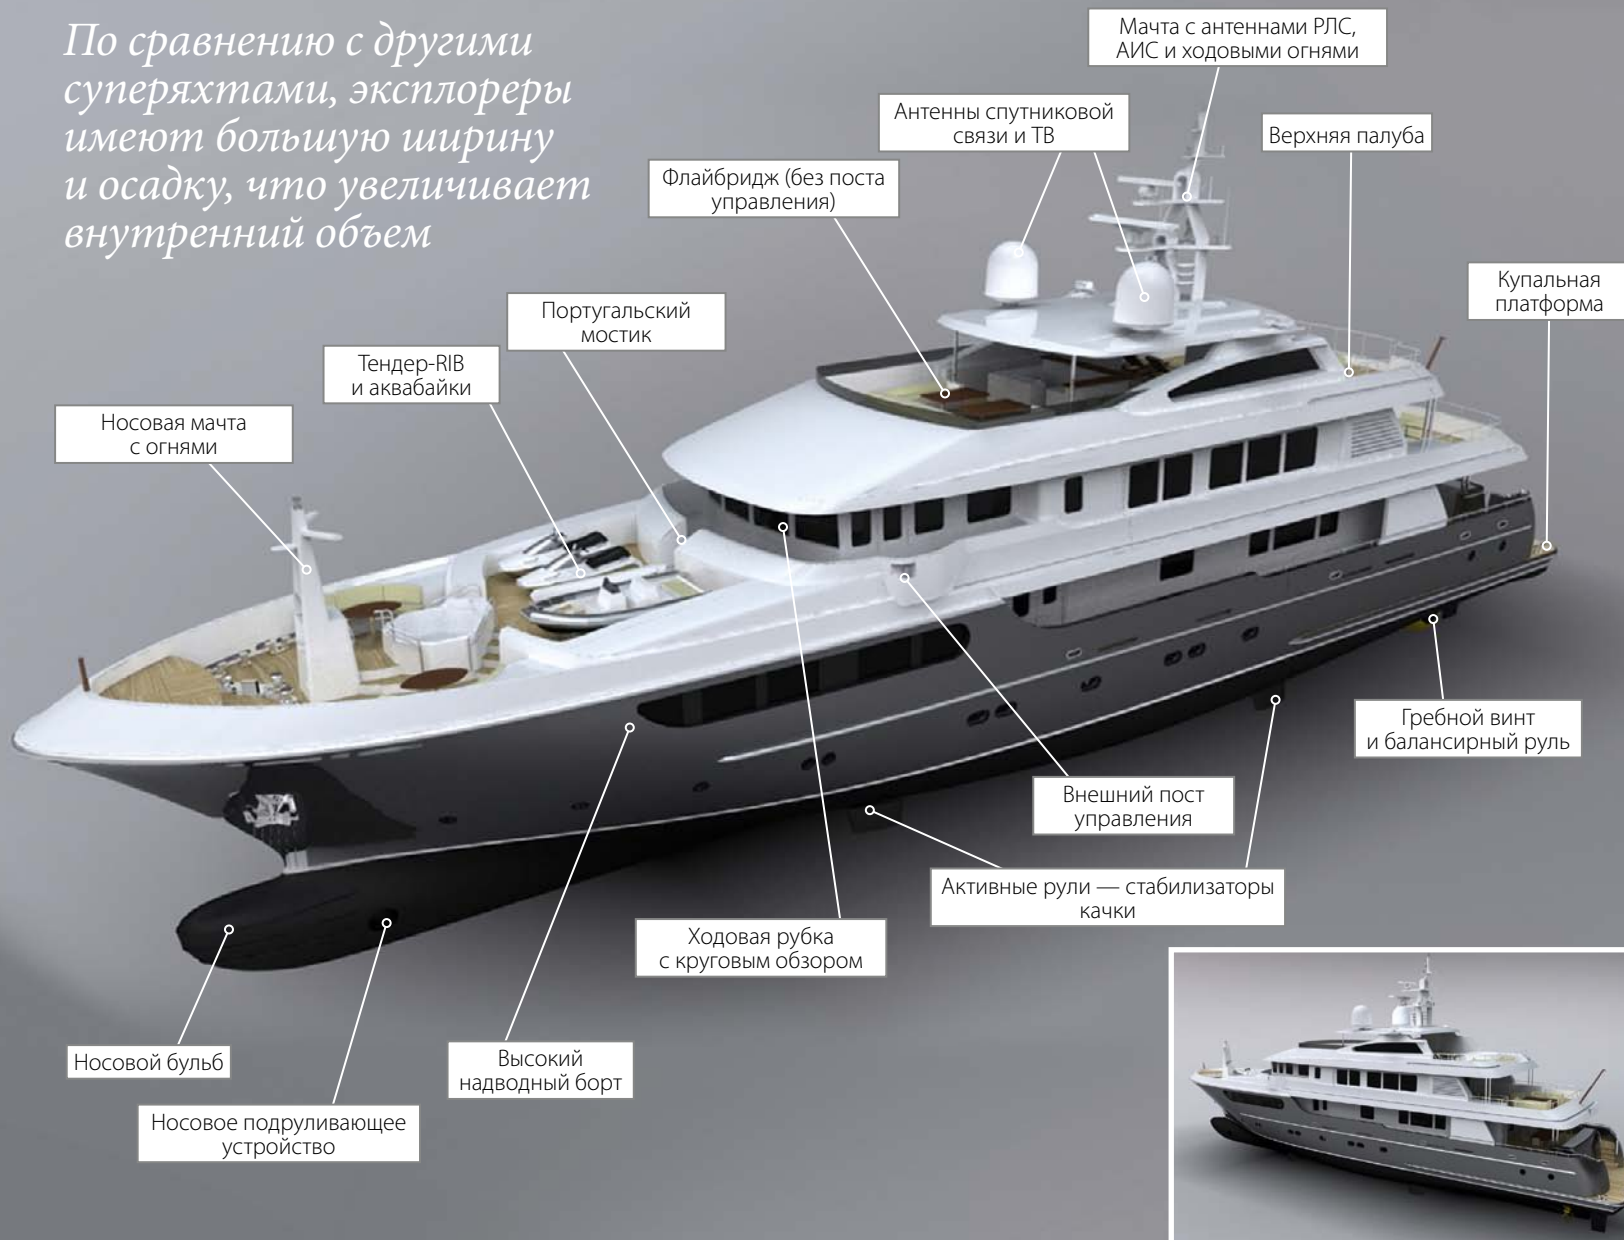 По сравнению с другими
суперяхтами, эксплореры
имеют большую ширину
и осадку, что увеличивает
внутренний объем
Мачта с антеннами РЛС,
АИС и ходовыми огнями
Антенны спутниковой
связи и ТВ
Верхняя палуба
Флайбридж (без поста
управления)
Купальная
платформа
Португальский
мостик
Тендер-RIB
и аквабайки
Носовая мачта
с огнями
Гребной винт
и балансирный руль
Внешний пост
управления
Активные рули — стабилизаторы
качки
Ходовая рубка
с круговым обзором
Высокий
надводный борт
Носовой бульб
Носовое подруливающее
устройство